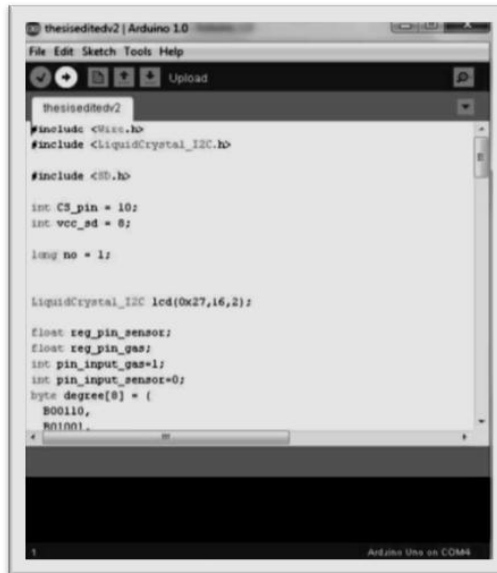 thesiseditedv2 | Arduino 1.0
File Edit Sketch Tools Help
Upload
thesiseditedv2
#include <Wire.h>
#include <LiquidCrystal_I2C.h>
#include <SD.h>
int CS_pin = 10;
int vcc_sd = 8;
long no = 1;
LiquidCrystal_I2C lcd(0x27,16,2);
float reg_pin_sensor;
float reg_pin_gas;
int pin_input_gas=1;
int pin_input_sensor=0;
byte degree[8] = {
B00110,
B01001,
1
Arduino Uno on COM4